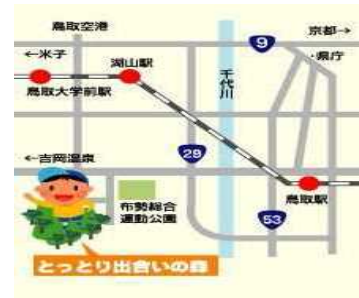 鳥取空港
9
京都→
←米子
湖山駅
・県庁
千代川
鳥取大学前駅
←吉岡温泉
29
布勢総合
運動公園
鳥取駅
53
とっとり出合いの森